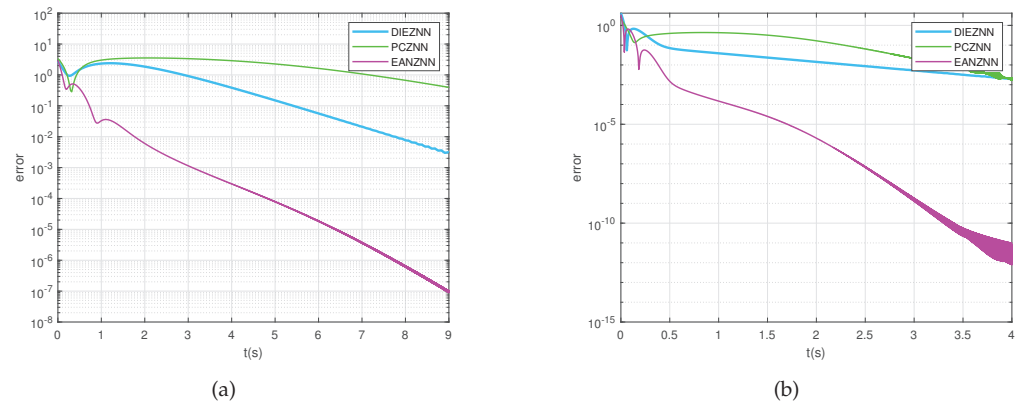 10^2
10^1
10^0
10^-1
10^-2
10^-3
10^-4
10^-5
10^-6
10^-7
10^-8
error
0 1 2 3 4 5 6 7 8 9
t(s)
DIEZNN
PCZNN
EANZNN
(a)
10^0
10^-5
10^-10
10^-15
error
0 0.5 1 1.5 2 2.5 3 3.5 4
t(s)
DIEZNN
PCZNN
EANZNN
(b)